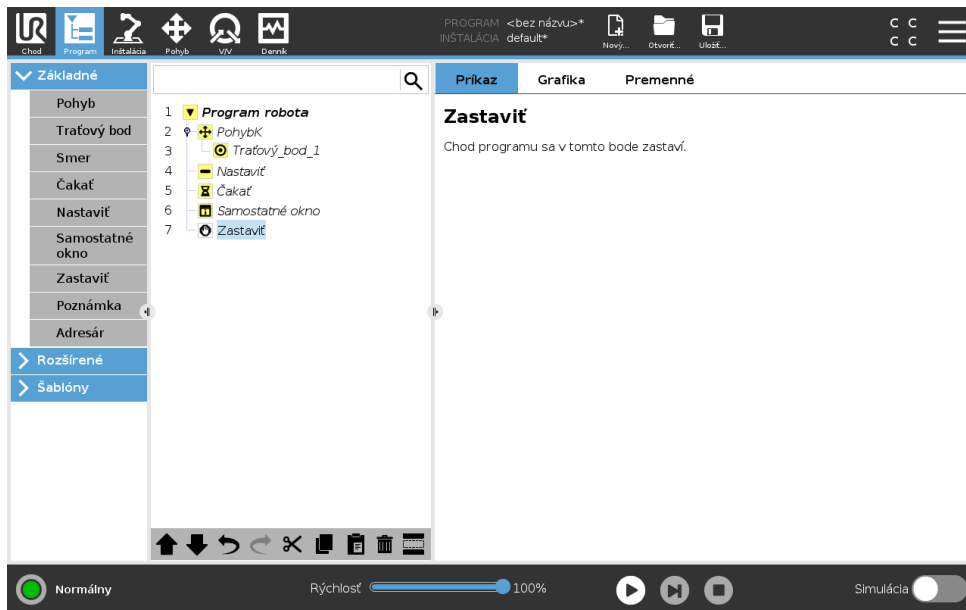 Chod
Program
Inštalácia
Pohyb
V/V
Denník
PROGRAM <bez názvu>*
INŠTALÁCIA default*
Nový...
Otvoriť...
Uložiť...
C C
C C
Základné
Pohyb
Traťový bod
Smer
Čakať
Nastaviť
Samostatné
okno
Zastaviť
Poznámka
Adresár
Rozšírené
Šablóny
1 Program robota
2 PohybK
3 Traťový_bod_1
4 Nastaviť
5 Čakať
6 Samostatné okno
7 Zastaviť
Príkaz
Grafika
Premenné
Zastaviť
Chod programu sa v tomto bode zastaví.
Normálny
Rýchlosť
100%
Simulácia